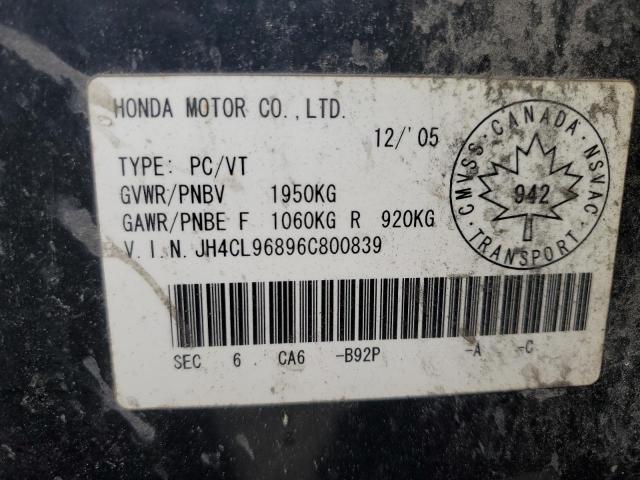 HONDA MOTOR CO.,LTD.
12/'05
TYPE: PC/VT
GVWR/PNBV 1950KG
GAWR/PNBE F 1060KG R 920KG
V.I.N. JH4CL96896C800839
CMVSS · CANADA · NSVAC
942
TRANSPORT
SEC 6 CA6 -B92P -A -C